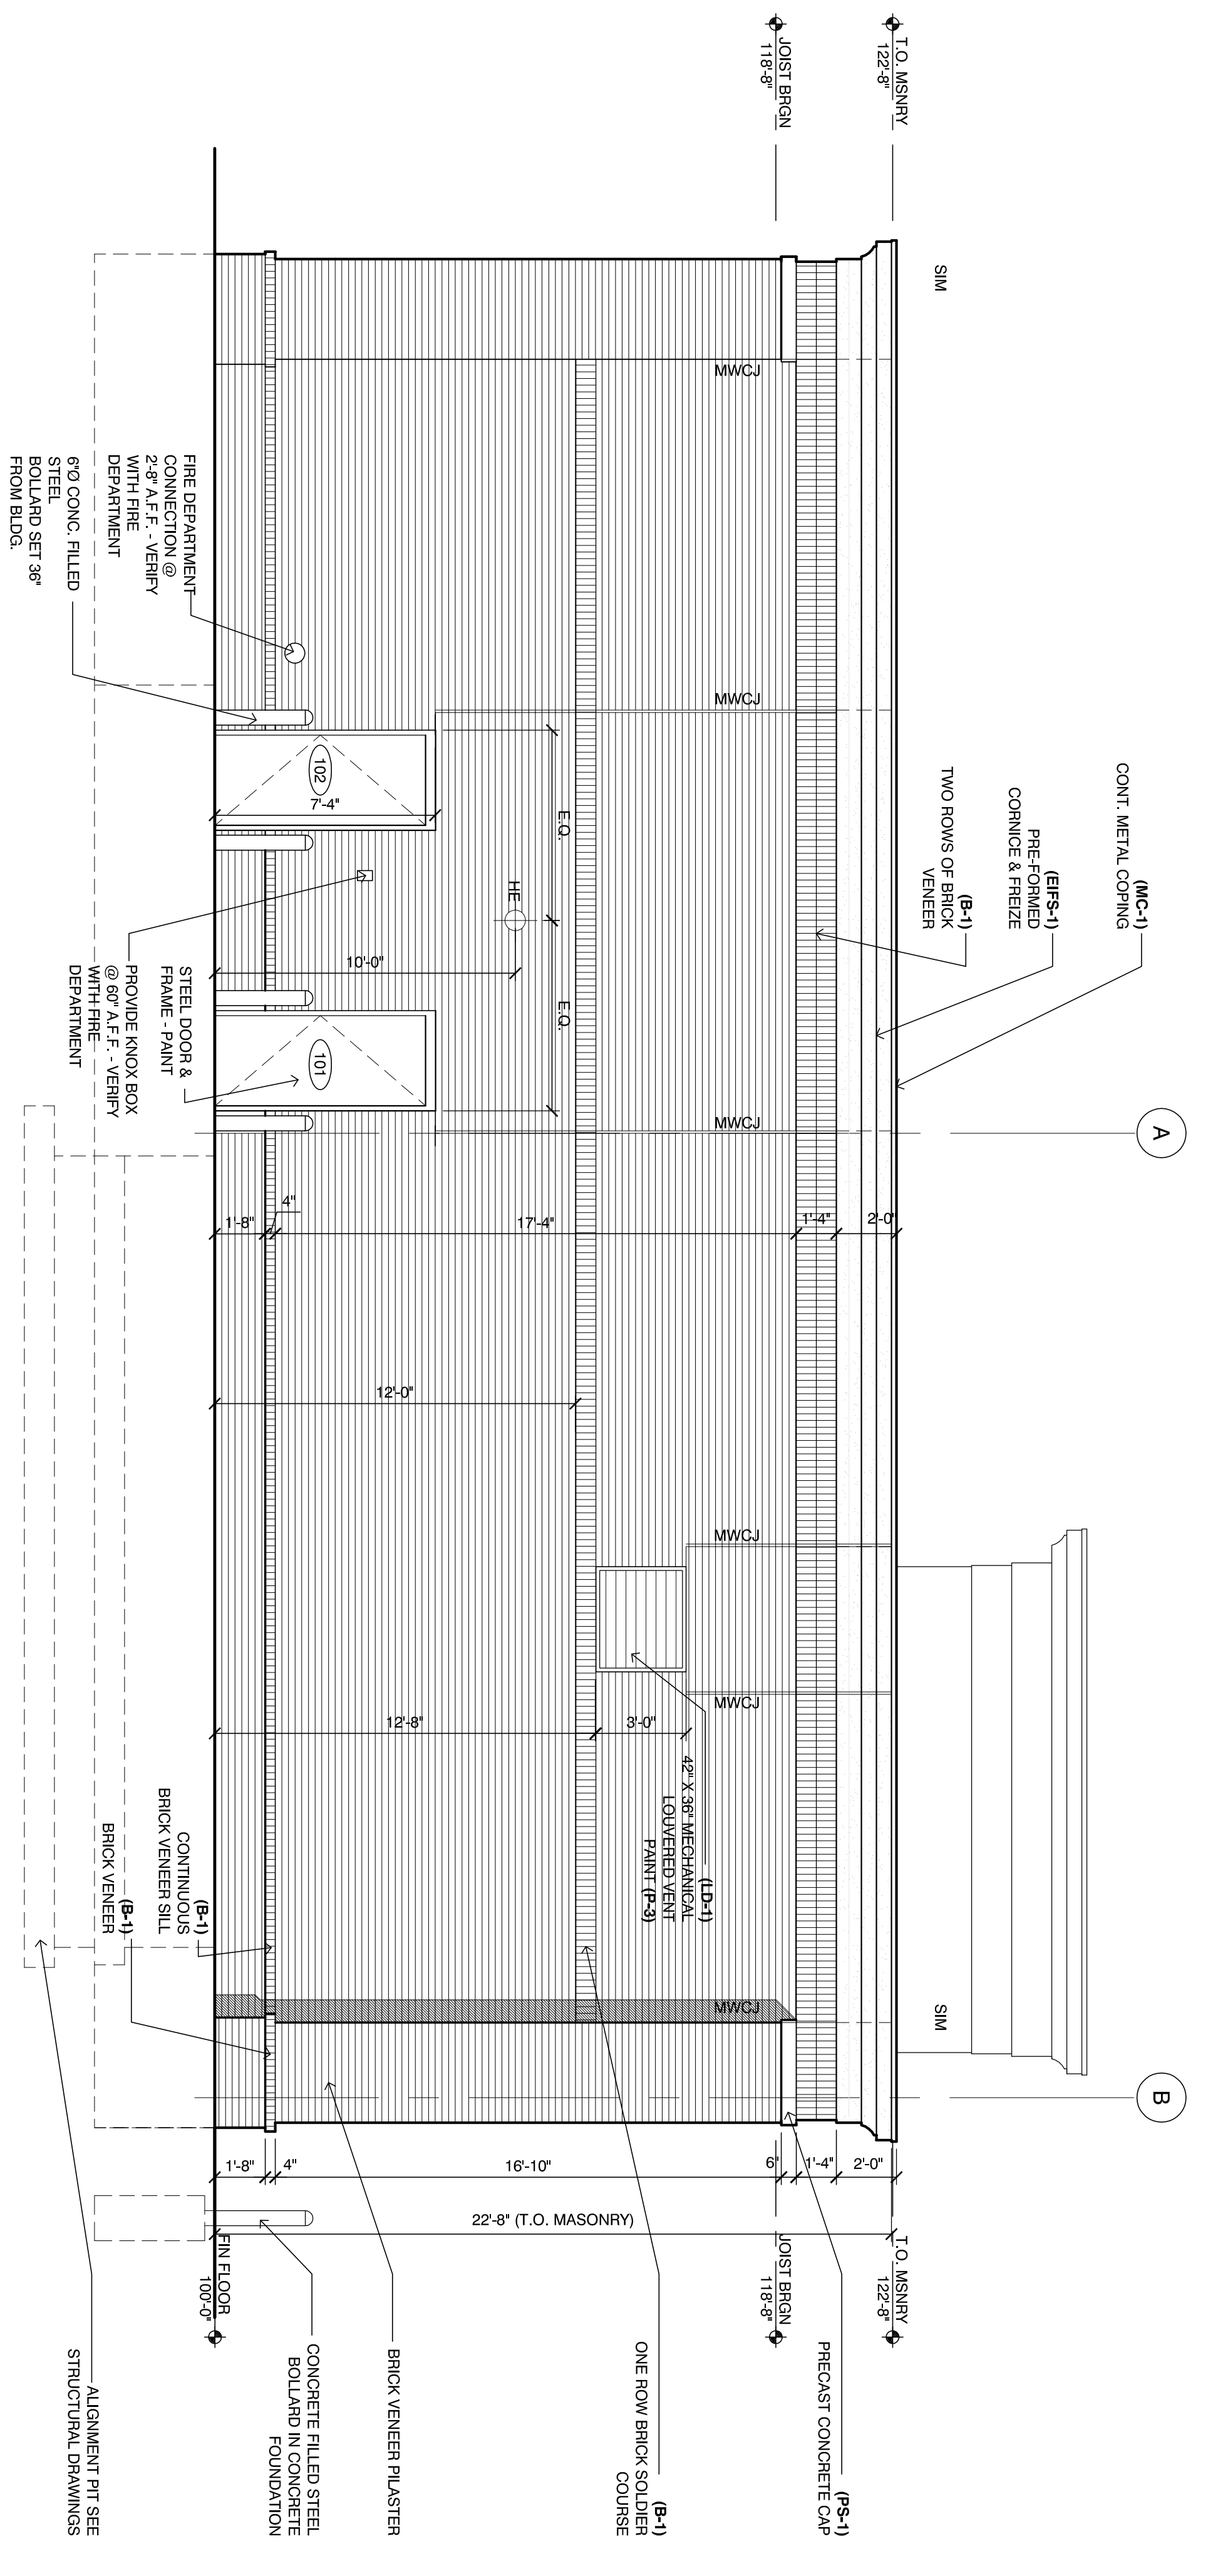 (MC-1)
CONT. METAL COPING
(EIFS-1)
PRE-FORMED
CORNICE & FREIZE
(B-1)
TWO ROWS OF BRICK
VENEER
A
B
SIM
SIM
T.O. MSNRY
122'-8"
JOIST BRGN
118'-8"
T.O. MSNRY
122'-8"
JOIST BRGN
118'-8"
FIN FLOOR
100'-0"
MWCJ
MWCJ
MWCJ
MWCJ
MWCJ
MWCJ
2'-0"
1'-4"
17'-4"
4"
1'-8"
2'-0"
1'-4"
6"
16'-10"
4"
1'-8"
22'-8" (T.O. MASONRY)
E.Q.
E.Q.
HE
10'-0"
12'-0"
12'-8"
3'-0"
102
7'-4"
101
(LD-1)
42" X 36" MECHANICAL
LOUVERED VENT
PAINT (P-3)
(PS-1)
PRECAST CONCRETE CAP
(B-1)
ONE ROW BRICK SOLDIER
COURSE
BRICK VENEER PILASTER
CONCRETE FILLED STEEL
BOLLARD IN CONCRETE
FOUNDATION
ALIGNMENT PIT SEE
STRUCTURAL DRAWINGS
FIRE DEPARTMENT
CONNECTION @
2'-8" A.F.F. - VERIFY
WITH FIRE
DEPARTMENT
6"Ø CONC. FILLED
STEEL
BOLLARD SET 36"
FROM BLDG.
STEEL DOOR &
FRAME - PAINT
PROVIDE KNOX BOX
@ 60" A.F.F. - VERIFY
WITH FIRE
DEPARTMENT
(B-1)
CONTINUOUS
BRICK VENEER SILL
(B-1)
BRICK VENEER